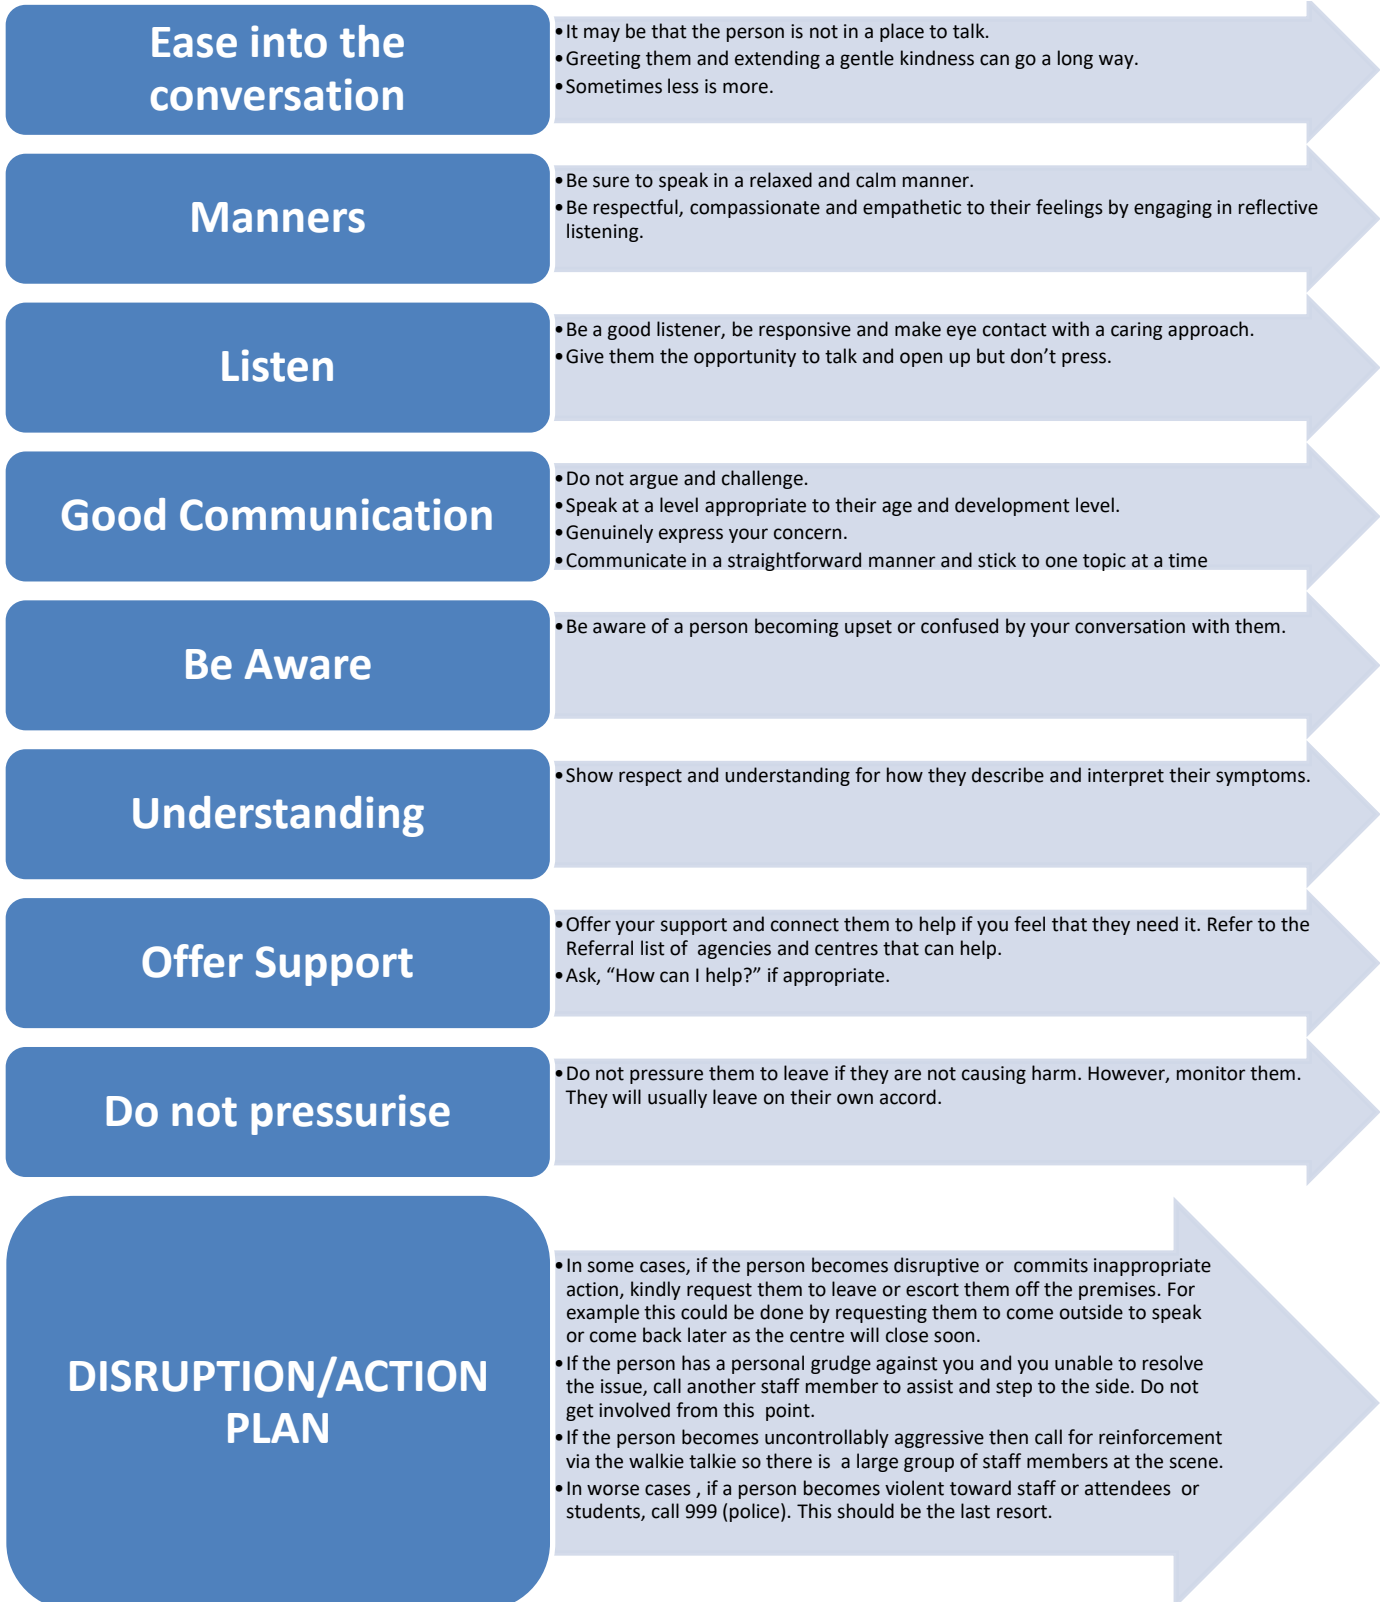 Ease into the
conversation
•It may be that the person is not in a place to talk.
•Greeting them and extending a gentle kindness can go a long way.
•Sometimes less is more.
Manners
•Be sure to speak in a relaxed and calm manner.
•Be respectful, compassionate and empathetic to their feelings by engaging in reflective
listening.
Listen
•Be a good listener, be responsive and make eye contact with a caring approach.
•Give them the opportunity to talk and open up but don’t press.
Good Communication
•Do not argue and challenge.
•Speak at a level appropriate to their age and development level.
•Genuinely express your concern.
•Communicate in a straightforward manner and stick to one topic at a time
Be Aware
•Be aware of a person becoming upset or confused by your conversation with them.
Understanding
•Show respect and understanding for how they describe and interpret their symptoms.
Offer Support
•Offer your support and connect them to help if you feel that they need it. Refer to the
Referral list of agencies and centres that can help.
•Ask, “How can I help?” if appropriate.
Do not pressurise
•Do not pressure them to leave if they are not causing harm. However, monitor them.
They will usually leave on their own accord.
DISRUPTION/ACTION
PLAN
•In some cases, if the person becomes disruptive or commits inappropriate
action, kindly request them to leave or escort them off the premises. For
example this could be done by requesting them to come outside to speak
or come back later as the centre will close soon.
•If the person has a personal grudge against you and you unable to resolve
the issue, call another staff member to assist and step to the side. Do not
get involved from this point.
•If the person becomes uncontrollably aggressive then call for reinforcement
via the walkie talkie so there is a large group of staff members at the scene.
•In worse cases , if a person becomes violent toward staff or attendees or
students, call 999 (police). This should be the last resort.